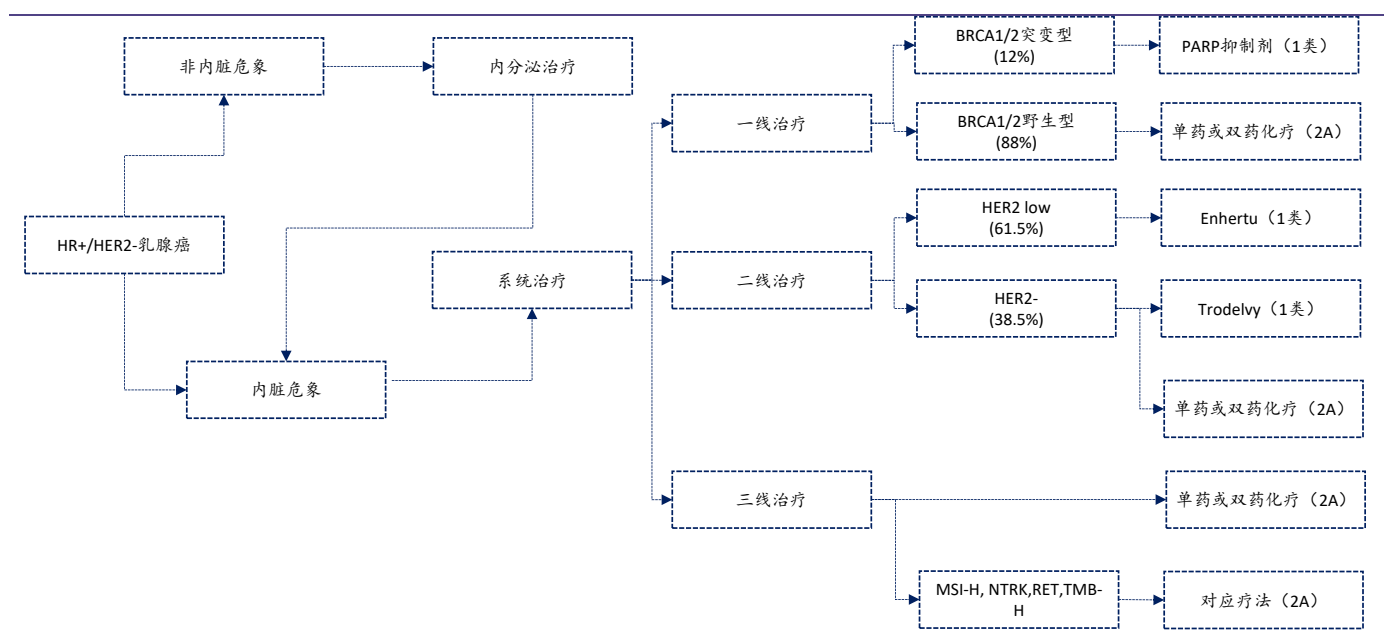 BRCA1/2突变型
(12%)
PARP抑制剂（1类）
非内脏危象
内分泌治疗
一线治疗
BRCA1/2野生型
(88%)
单药或双药化疗（2A）
HER2 low
(61.5%)
Enhertu（1类）
HR+/HER2-乳腺癌
系统治疗
二线治疗
HER2-
(38.5%)
Trodelvy（1类）
内脏危象
单药或双药化疗（2A）
三线治疗
单药或双药化疗（2A）
MSI-H, NTRK,RET,TMB-
H
对应疗法（2A）